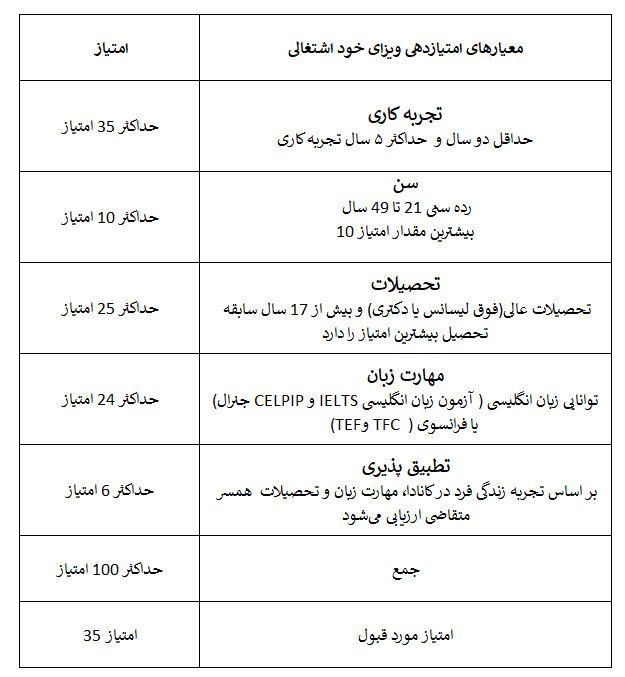 معیارهای امتیازدهی ویزای خود اشتغالی
امتیاز
تجربه کاری
حداقل دو سال و حداکثر ۵ سال تجربه کاری
حداکثر 35 امتیاز
سن
رده سنی 21 تا 49 سال
بیشترین مقدار امتیاز 10
حداکثر 10 امتیاز
تحصیلات
تحصیلات عالی(فوق لیسانس یا دکتری) و بیش از 17 سال سابقه
تحصیل بیشترین امتیاز را دارد
حداکثر 25 امتیاز
مهارت زبان
توانایی زبان انگلیسی ( آزمون زبان انگلیسی IELTS و CELPIP جنرال)
یا فرانسوی ( TFC وTEF)
حداکثر 24 امتیاز
تطبیق پذیری
بر اساس تجربه زندگی فرد در کانادا، مهارت زبان و تحصیلات همسر
متقاضی ارزیابی می‌شود
حداکثر 6 امتیاز
جمع
حداکثر 100 امتیاز
امتیاز مورد قبول
امتیاز 35